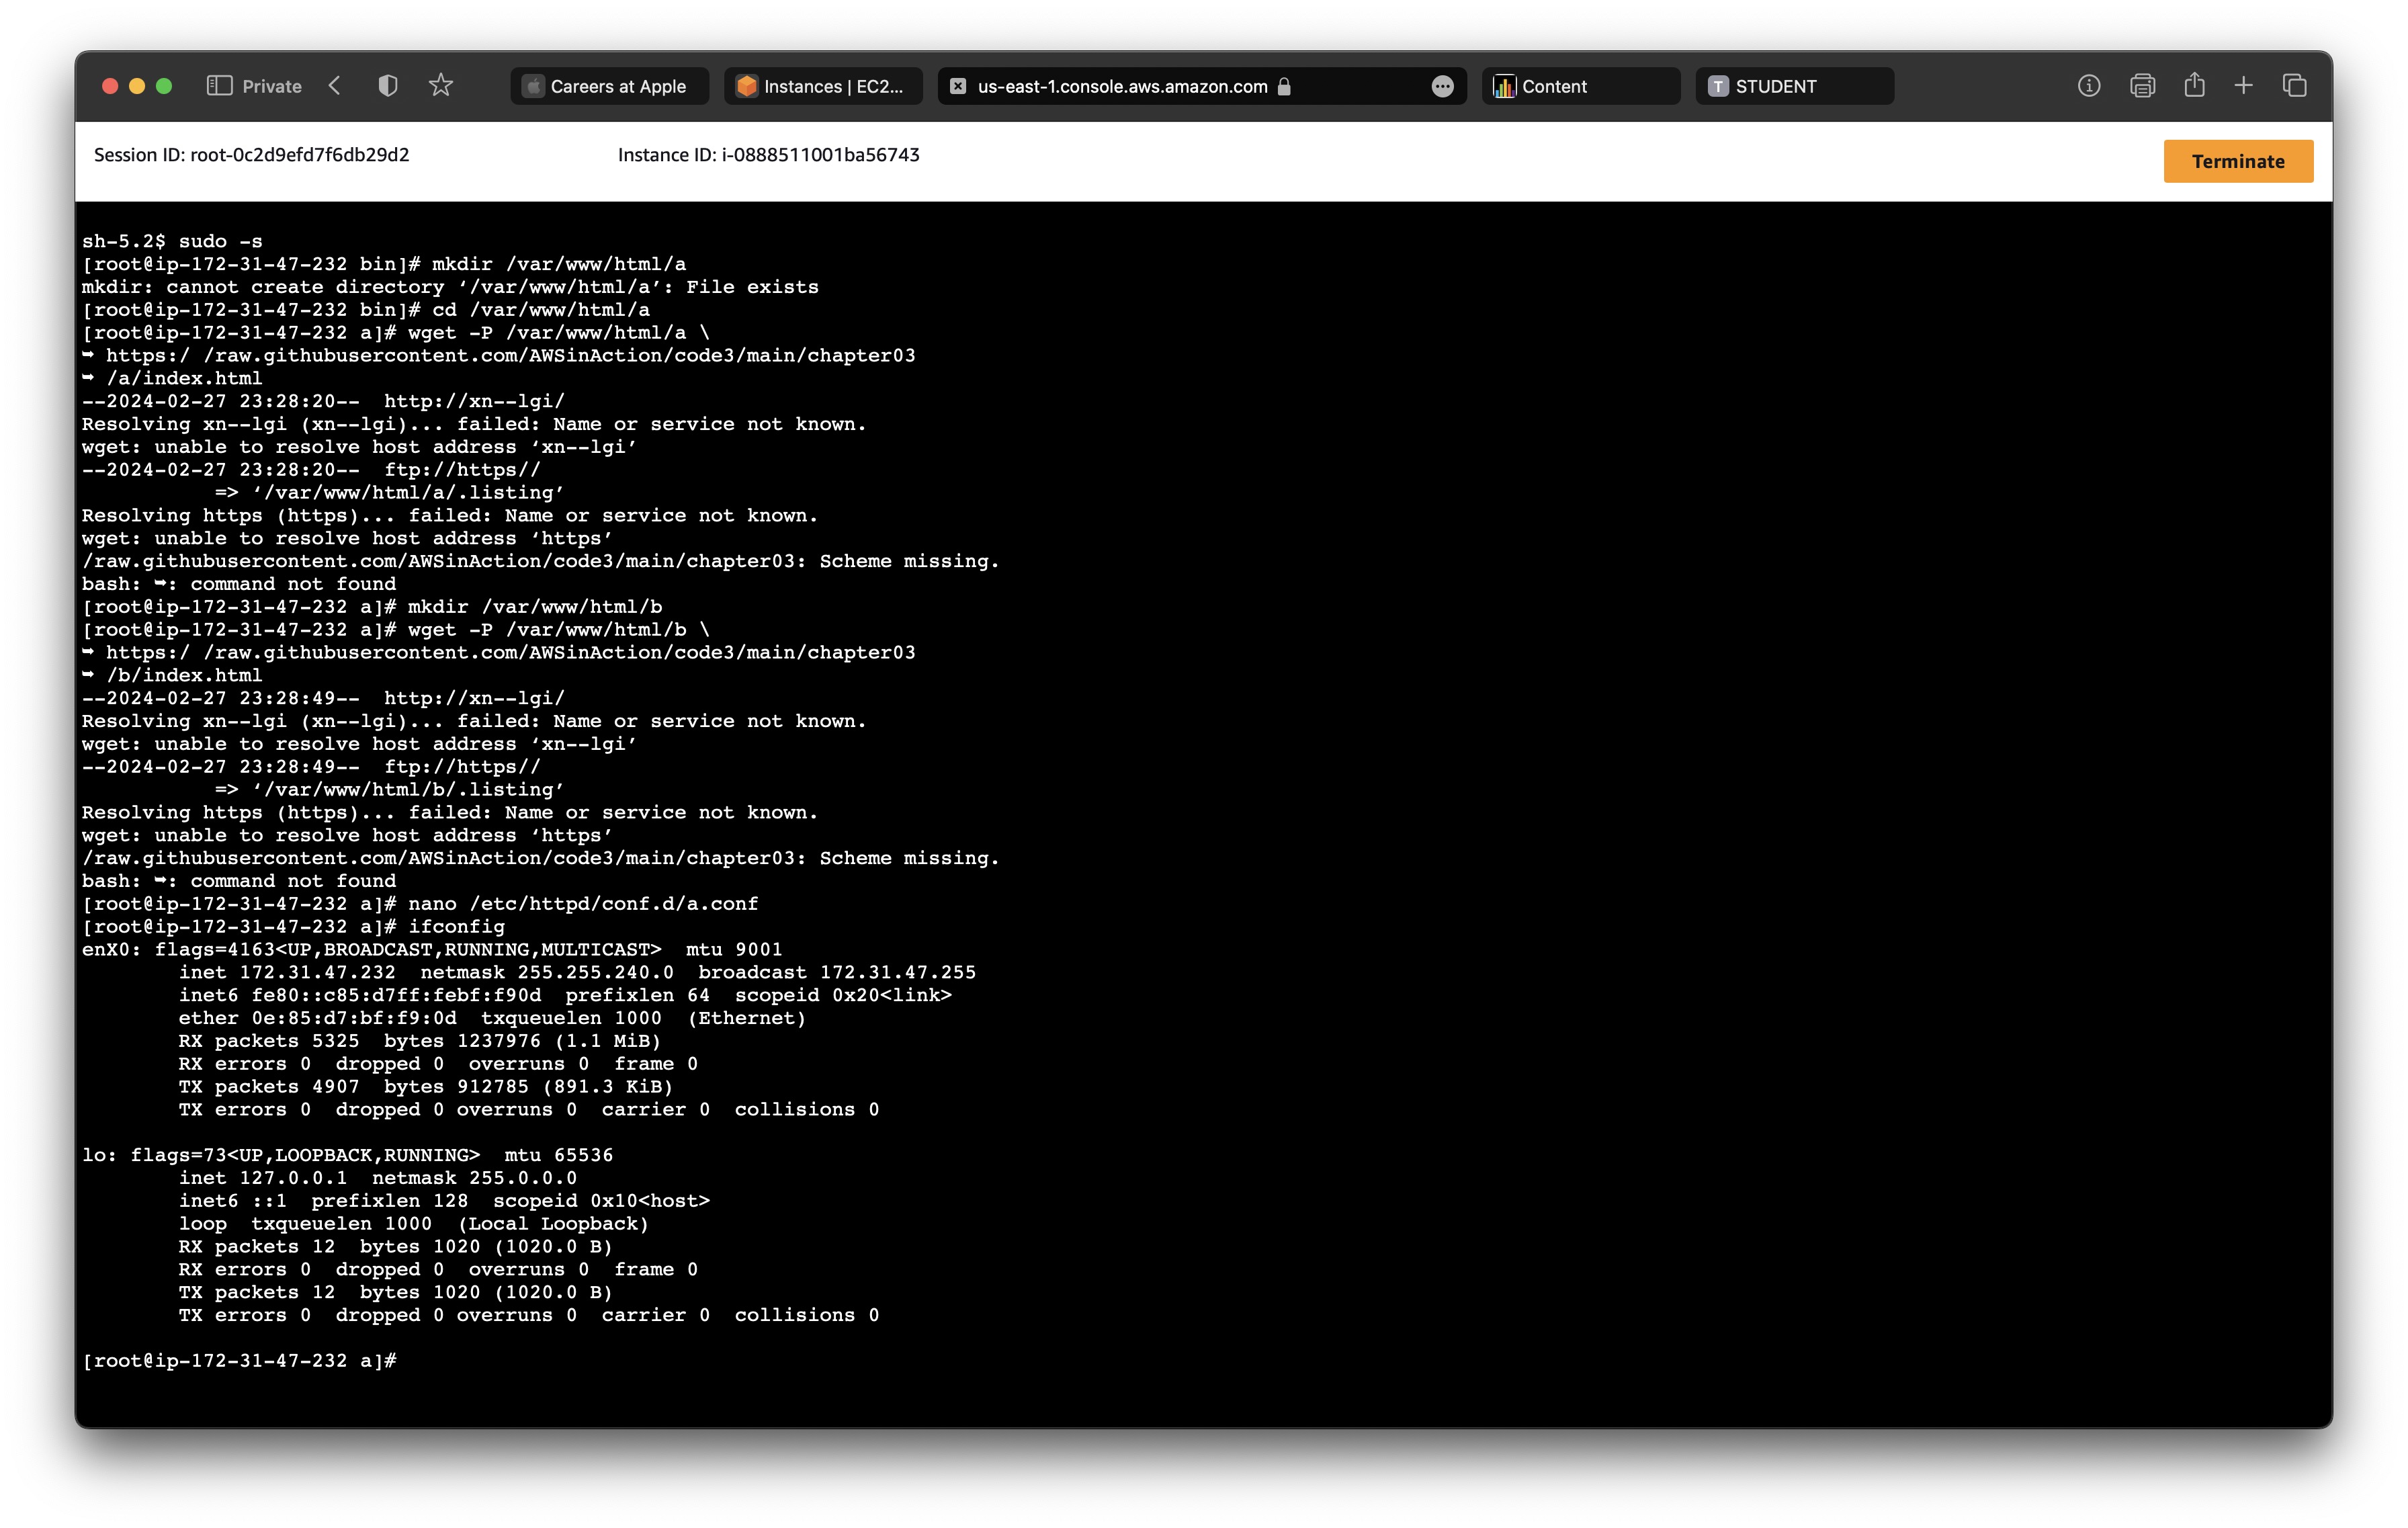 Private
Careers at Apple
Instances | EC2...
us-east-1.console.aws.amazon.com
Content
T STUDENT
Session ID: root-0c2d9efd7f6db29d2
Instance ID: i-0888511001ba56743
Terminate
sh-5.2$ sudo -s
[root@ip-172-31-47-232 bin]# mkdir /var/www/html/a
mkdir: cannot create directory ‘/var/www/html/a’: File exists
[root@ip-172-31-47-232 bin]# cd /var/www/html/a
[root@ip-172-31-47-232 a]# wget -P /var/www/html/a \
➥ https:/ /raw.githubusercontent.com/AWSinAction/code3/main/chapter03
➥ /a/index.html
--2024-02-27 23:28:20--  http://xn--lgi/
Resolving xn--lgi (xn--lgi)... failed: Name or service not known.
wget: unable to resolve host address ‘xn--lgi’
--2024-02-27 23:28:20--  ftp://https//
           => ‘/var/www/html/a/.listing’
Resolving https (https)... failed: Name or service not known.
wget: unable to resolve host address ‘https’
/raw.githubusercontent.com/AWSinAction/code3/main/chapter03: Scheme missing.
bash: ➥: command not found
[root@ip-172-31-47-232 a]# mkdir /var/www/html/b
[root@ip-172-31-47-232 a]# wget -P /var/www/html/b \
➥ https:/ /raw.githubusercontent.com/AWSinAction/code3/main/chapter03
➥ /b/index.html
--2024-02-27 23:28:49--  http://xn--lgi/
Resolving xn--lgi (xn--lgi)... failed: Name or service not known.
wget: unable to resolve host address ‘xn--lgi’
--2024-02-27 23:28:49--  ftp://https//
           => ‘/var/www/html/b/.listing’
Resolving https (https)... failed: Name or service not known.
wget: unable to resolve host address ‘https’
/raw.githubusercontent.com/AWSinAction/code3/main/chapter03: Scheme missing.
bash: ➥: command not found
[root@ip-172-31-47-232 a]# nano /etc/httpd/conf.d/a.conf
[root@ip-172-31-47-232 a]# ifconfig
enX0: flags=4163<UP,BROADCAST,RUNNING,MULTICAST>  mtu 9001
        inet 172.31.47.232  netmask 255.255.240.0  broadcast 172.31.47.255
        inet6 fe80::c85:d7ff:febf:f90d  prefixlen 64  scopeid 0x20<link>
        ether 0e:85:d7:bf:f9:0d  txqueuelen 1000  (Ethernet)
        RX packets 5325  bytes 1237976 (1.1 MiB)
        RX errors 0  dropped 0  overruns 0  frame 0
        TX packets 4907  bytes 912785 (891.3 KiB)
        TX errors 0  dropped 0 overruns 0  carrier 0  collisions 0
lo: flags=73<UP,LOOPBACK,RUNNING>  mtu 65536
        inet 127.0.0.1  netmask 255.0.0.0
        inet6 ::1  prefixlen 128  scopeid 0x10<host>
        loop  txqueuelen 1000  (Local Loopback)
        RX packets 12  bytes 1020 (1020.0 B)
        RX errors 0  dropped 0  overruns 0  frame 0
        TX packets 12  bytes 1020 (1020.0 B)
        TX errors 0  dropped 0 overruns 0  carrier 0  collisions 0
[root@ip-172-31-47-232 a]#